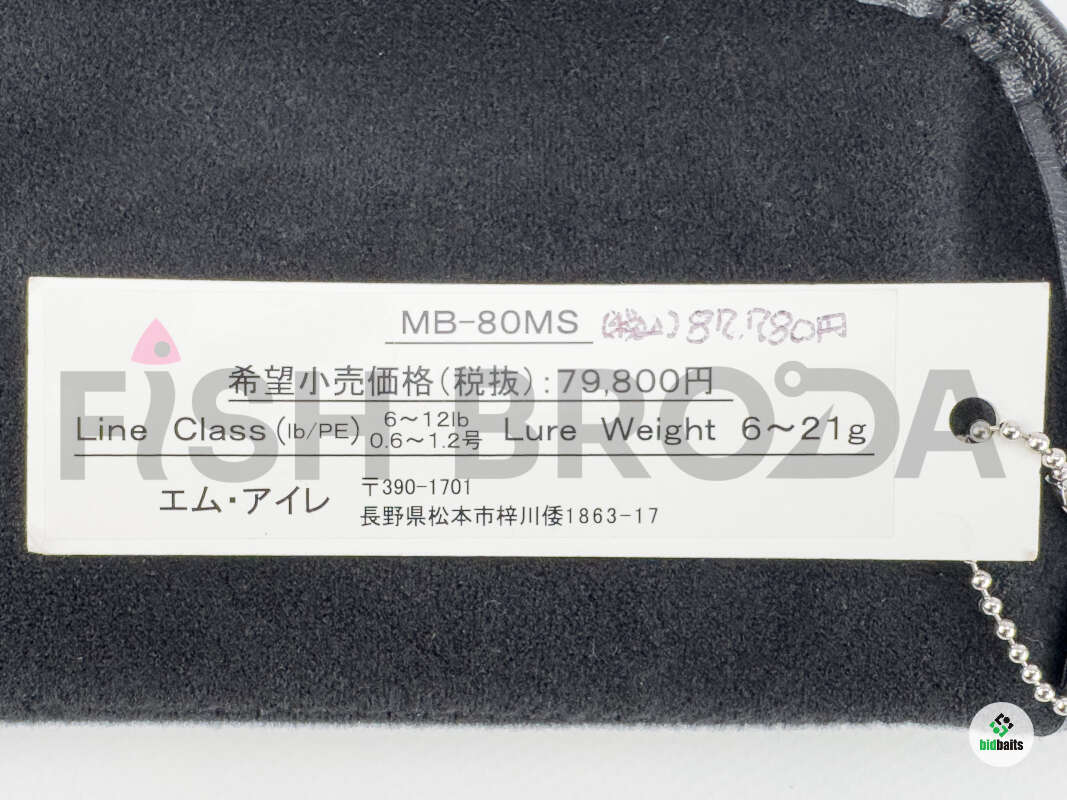 MB-80MS (税込) 87,780円
希望小売価格(税抜):79,800円
Line Class (lb/PE) 6~12lb 0.6~1.2号 Lure Weight 6~21g
エム・アイレ
〒390-1701
長野県松本市梓川倭1863-17
FISH BRODA
bidbaits